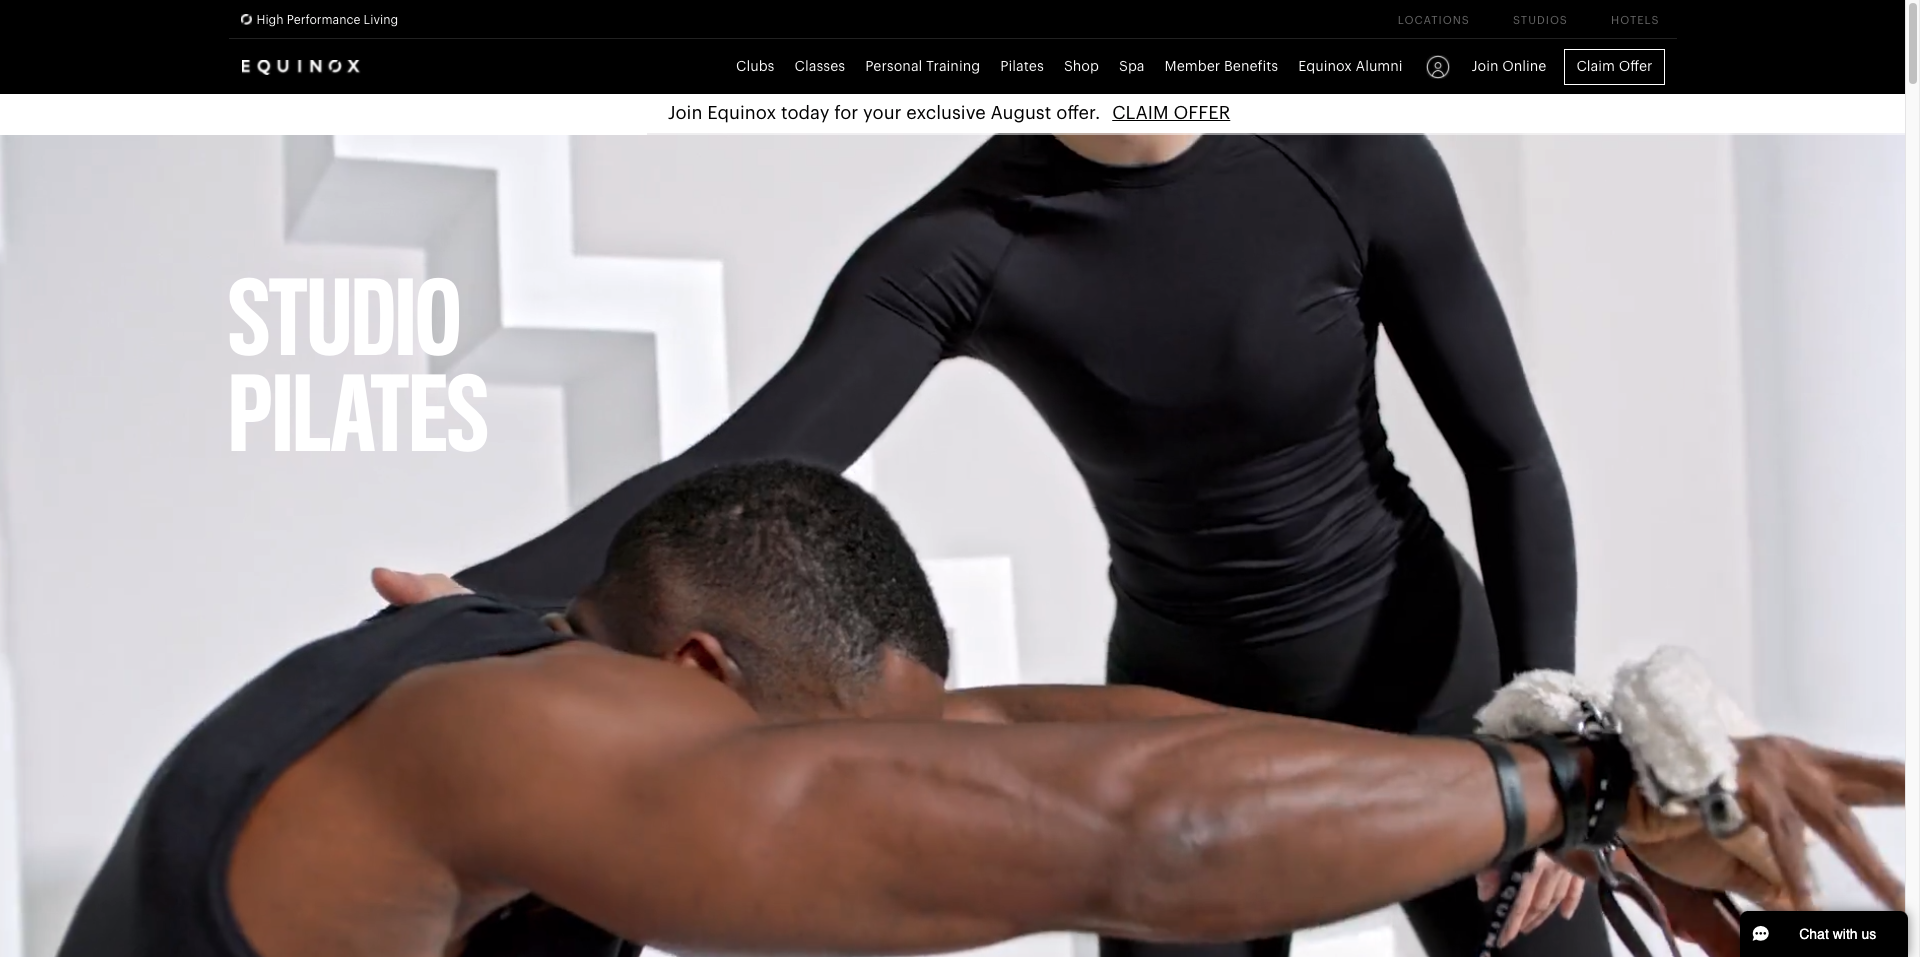 High Performance Living
LOCATIONS STUDIOS HOTELS
EQUINOX
Clubs Classes Personal Training Pilates Shop Spa Member Benefits Equinox Alumni Join Online Claim Offer
Join Equinox today for your exclusive August offer. CLAIM OFFER
STUDIO
PILATES
Chat with us